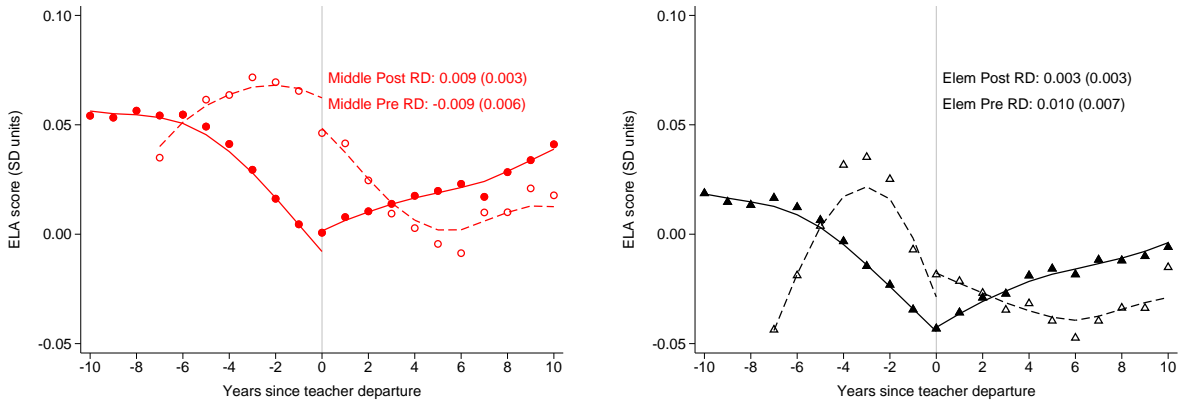 0.10
0.05
0.00
-0.05
ELA score (SD units)
Middle Post RD: 0.009 (0.003)
Middle Pre RD: -0.009 (0.006)
-10 -8 -6 -4 -2 0 2 4 6 8 10
Years since teacher departure
0.10
0.05
0.00
-0.05
ELA score (SD units)
Elem Post RD: 0.003 (0.003)
Elem Pre RD: 0.010 (0.007)
-10 -8 -6 -4 -2 0 2 4 6 8 10
Years since teacher departure